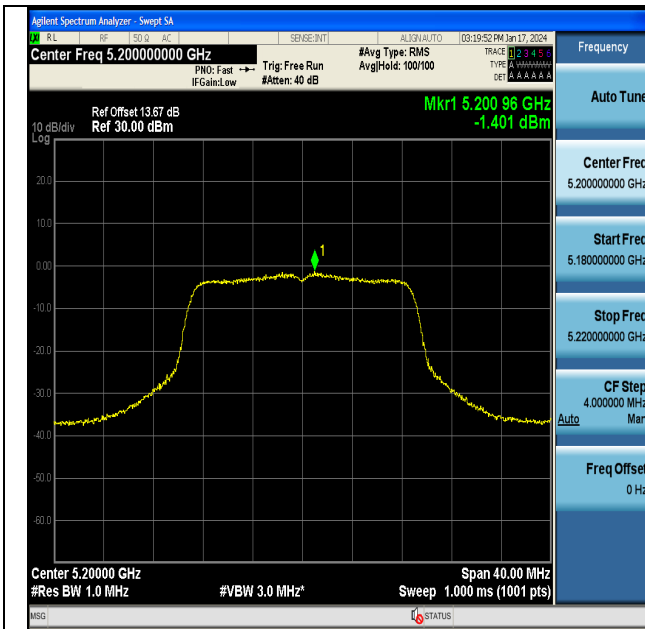 Agilent Spectrum Analyzer - Swept SA
LXI RL RF 50 Ω AC SENSE:INT ALIGNAUTO 03:19:52 PM Jan 17, 2024
Center Freq 5.200000000 GHz
PNO: Fast
IFGain:Low
Trig: Free Run
#Atten: 40 dB
#Avg Type: RMS
Avg|Hold: 100/100
TRACE 1 2 3 4 5 6
TYPE A
DET A A A A A A
Ref Offset 13.67 dB
Ref 30.00 dBm
10 dB/div
Log
Mkr1 5.200 96 GHz
-1.401 dBm
20.0
10.0
0.00
-10.0
-20.0
-30.0
-40.0
-50.0
-60.0
1
Center 5.20000 GHz
Span 40.00 MHz
#Res BW 1.0 MHz
#VBW 3.0 MHz*
Sweep 1.000 ms (1001 pts)
MSG
STATUS
Frequency
Auto Tune
Center Freq
5.200000000 GHz
Start Freq
5.180000000 GHz
Stop Freq
5.220000000 GHz
CF Step
4.000000 MHz
Auto Man
Freq Offset
0 Hz